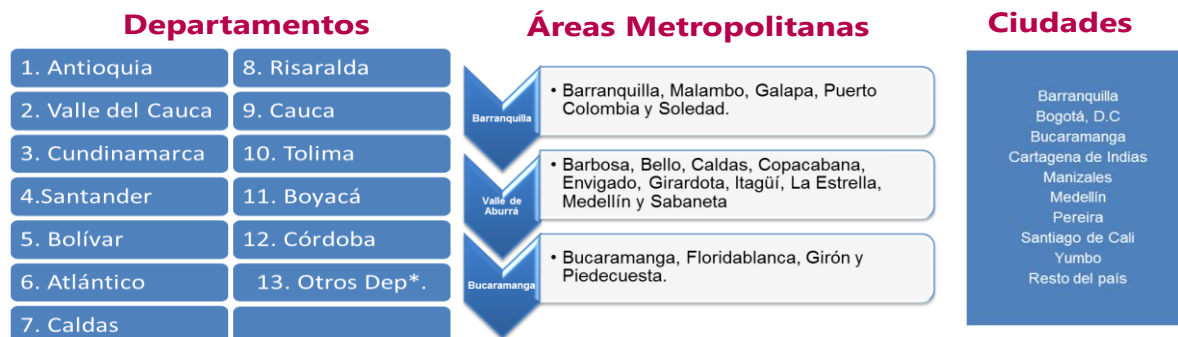 Departamentos
1. Antioquia
2. Valle del Cauca
3. Cundinamarca
4.Santander
5. Bolívar
6. Atlántico
7. Caldas
8. Risaralda
9. Cauca
10. Tolima
11. Boyacá
12. Córdoba
13. Otros Dep*.
Áreas Metropolitanas
Barranquilla
• Barranquilla, Malambo, Galapa, Puerto
Colombia y Soledad.
Valle de
Aburrá
• Barbosa, Bello, Caldas, Copacabana,
Envigado, Girardota, Itagüí, La Estrella,
Medellín y Sabaneta
Bucaramanga
• Bucaramanga, Floridablanca, Girón y
Piedecuesta.
Ciudades
Barranquilla
Bogotá, D.C
Bucaramanga
Cartagena de Indias
Manizales
Medellín
Pereira
Santiago de Cali
Yumbo
Resto del país